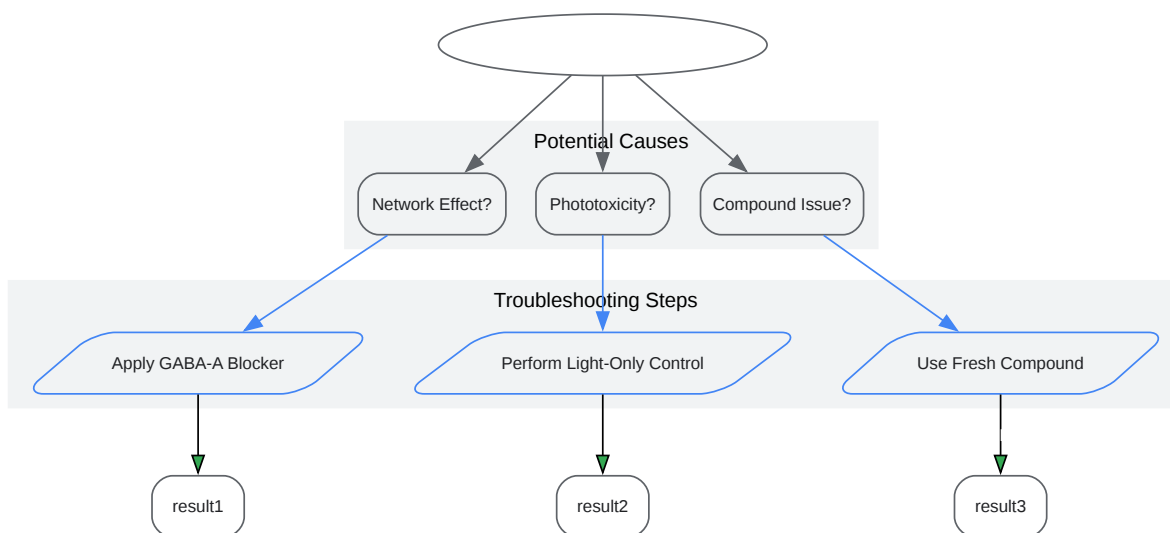 Potential Causes
Network Effect?
Phototoxicity?
Compound Issue?
Troubleshooting Steps
Apply GABA-A Blocker
Perform Light-Only Control
Use Fresh Compound
result1
result2
result3